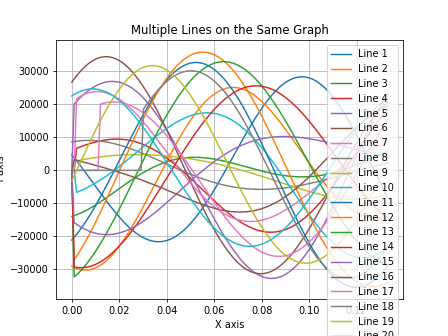 Multiple Lines on the Same Graph
30000
20000
10000
0
−10000
−20000
−30000
0.00 0.02 0.04 0.06 0.08 0.10
X axis
Line 1
Line 2
Line 3
Line 4
Line 5
Line 6
Line 7
Line 8
Line 9
Line 10
Line 11
Line 12
Line 13
Line 14
Line 15
Line 16
Line 17
Line 18
Line 19
Line 20